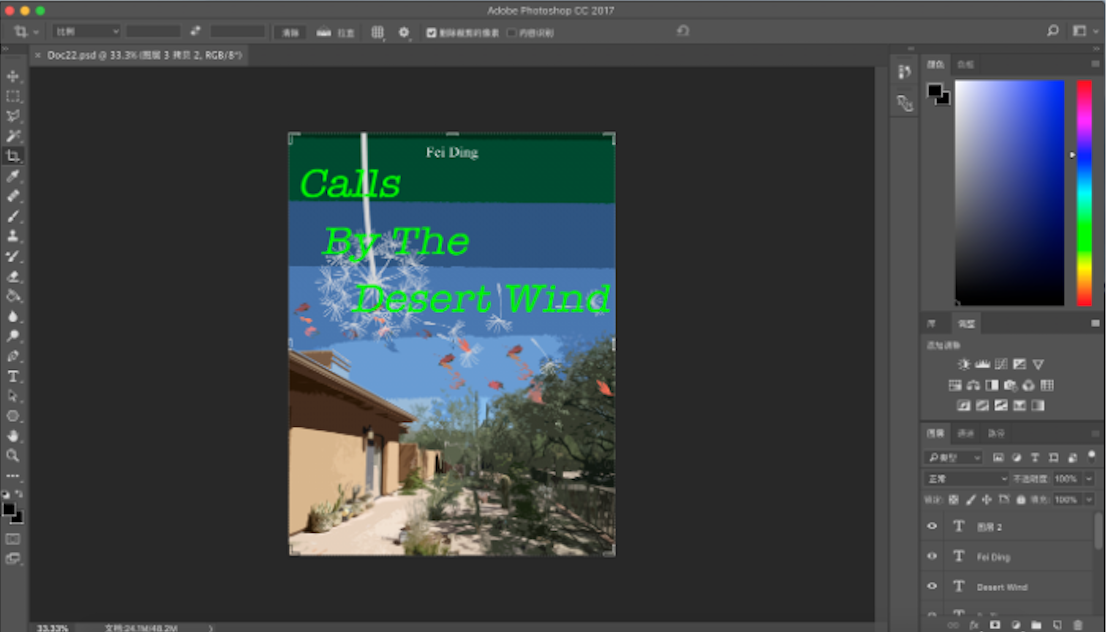 Adobe Photoshop CC 2017
比例
清除
拉直
删除裁剪的像素
内容识别
× Doc22.psd @ 33.3% (图层 3 拷贝 2, RGB/8*)
颜色
色板
Fei Ding
Calls
By The
Desert Wind
库
调整
添加调整
图层
通道
路径
类型
正常
不透明度: 100%
锁定:
填充: 100%
T 图层 2
T Fei Ding
T Desert Wind
33.33%
文档:24.1M/48.2M